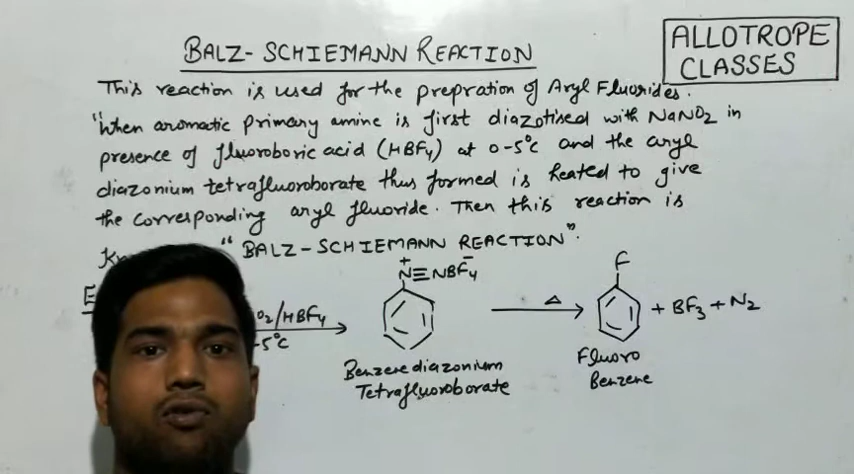 BALZ-SCHIEMANN REACTION
ALLOTROPE
CLASSES
This reaction is used for the prepration of Aryl Fluorides.
"When aromatic primary amine is first diazotised with NaNO2 in
presence of fluoroboric acid (HBF4) at 0-5°C and the aryl
diazonium tetrafluoroborate thus formed is heated to give
the corresponding aryl fluoride. Then this reaction is
"BALZ-SCHIEMANN REACTION".
N⁺≡NBF4⁻
O2/HBF4
-5°C
Δ
F
+ BF3 + N2
Benzene diazonium
Tetrafluoroborate
Fluoro
Benzene